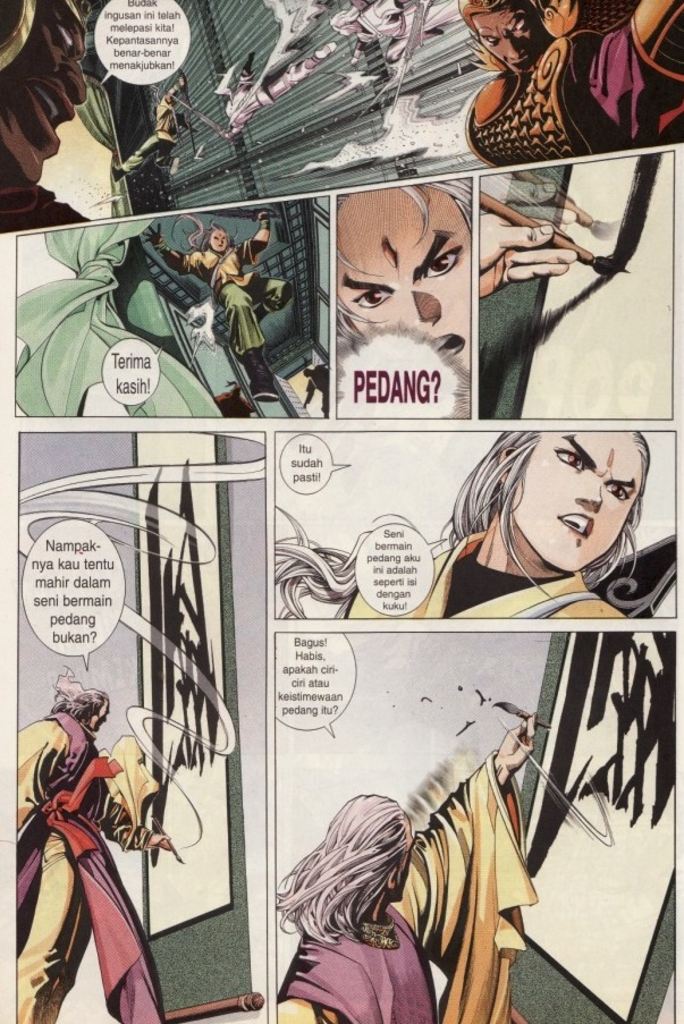 Budak
ingusan ini telah
melepasi kita!
Kepantasannya
benar-benar
menakjubkan!
Terima
kasih!
PEDANG?
Nampak-
nya kau tentu
mahir dalam
seni bermain
pedang
bukan?
Itu
sudah
pasti!
Seni
bermain
pedang aku
ini adalah
seperti isi
dengan
kuku!
Bagus!
Habis,
apakah ciri-
ciri atau
keistimewaan
pedang itu?